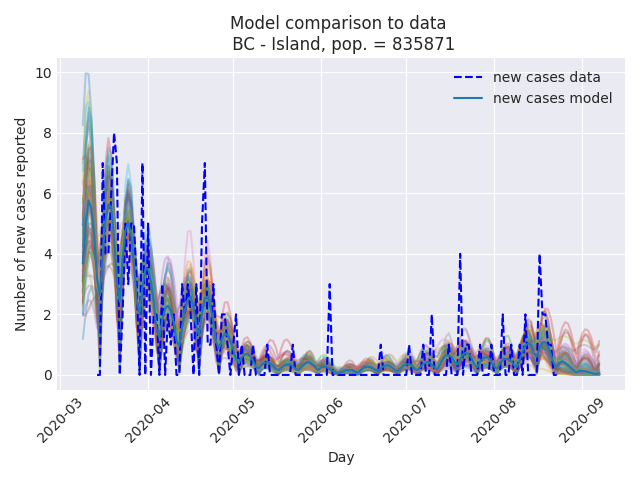 Model comparison to data
BC - Island, pop. = 835871
new cases data
new cases model
Number of new cases reported
10
8
6
4
2
0
2020-03
2020-04
2020-05
2020-06
2020-07
2020-08
2020-09
Day